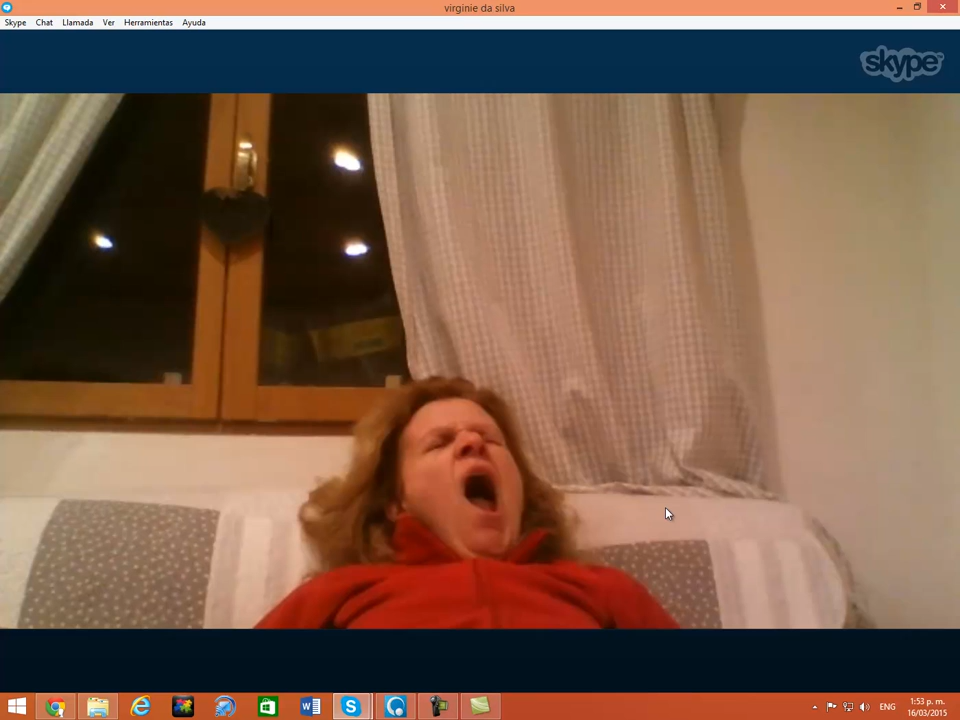 virginie da silva
Skype Chat Llamada Ver Herramientas Ayuda
skype
ENG
1:53 p. m.
16/03/2015